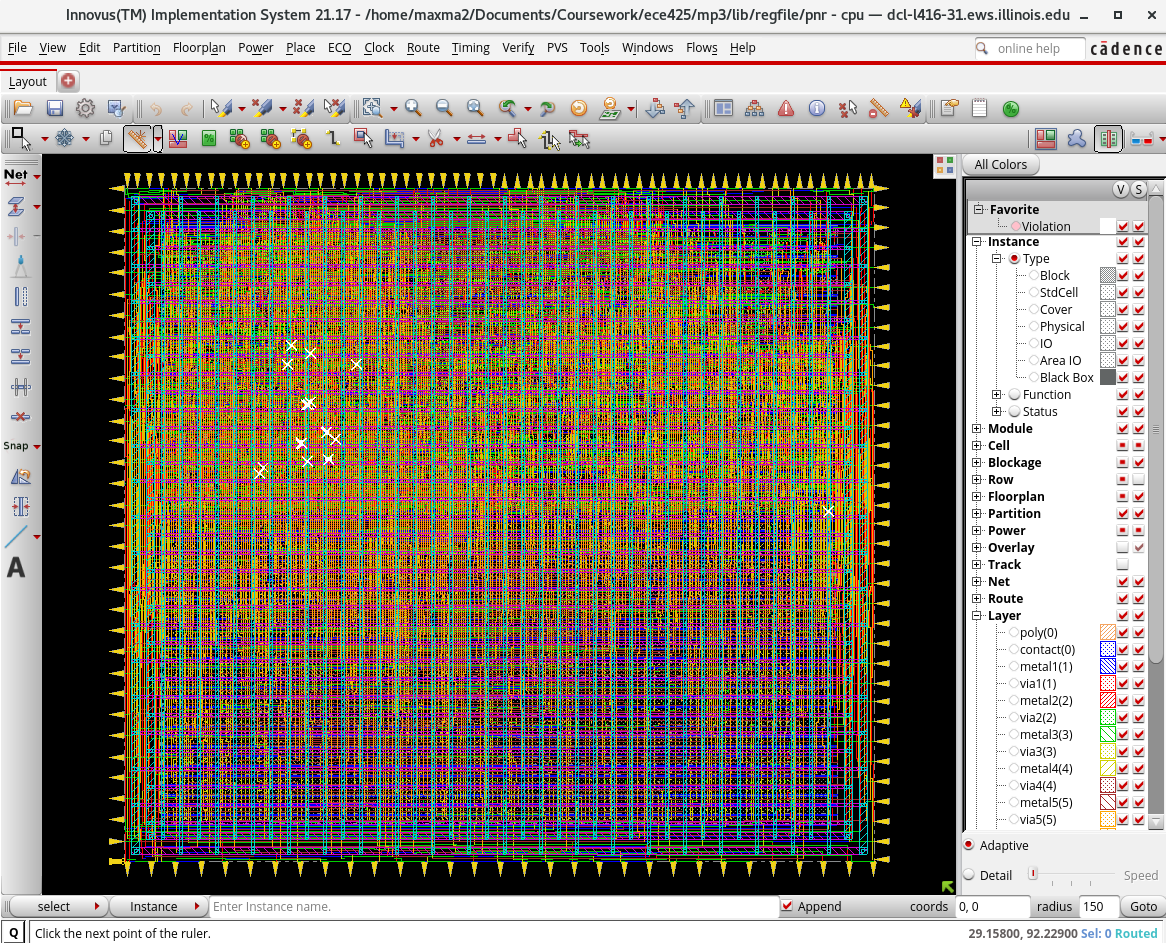 Innovus(TM) Implementation System 21.17 - /home/maxma2/Documents/Coursework/ece425/mp3/lib/regfile/pnr - cpu — dcl-l416-31.ews.illinois.edu
File View Edit Partition Floorplan Power Place ECO Clock Route Timing Verify PVS Tools Windows Flows Help
online help
cādence
Layout
Net
Snap
A
All Colors
V S
Favorite
Violation
Instance
Type
Block
StdCell
Cover
Physical
IO
Area IO
Black Box
Function
Status
Module
Cell
Blockage
Row
Floorplan
Partition
Power
Overlay
Track
Net
Route
Layer
poly(0)
contact(0)
metal1(1)
via1(1)
metal2(2)
via2(2)
metal3(3)
via3(3)
metal4(4)
via4(4)
metal5(5)
via5(5)
Adaptive
Detail Speed
select Instance Enter Instance name. Append coords 0, 0 radius 150 Goto
Q Click the next point of the ruler. 29.15800, 92.22900 Sel: 0 Routed